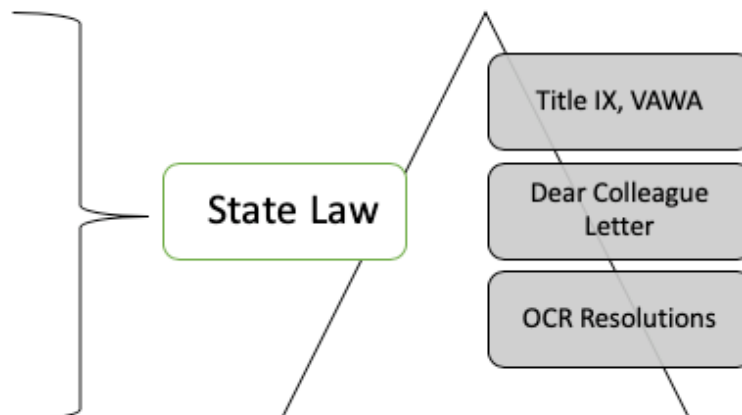 State Law
Title IX, VAWA
Dear Colleague
Letter
OCR Resolutions